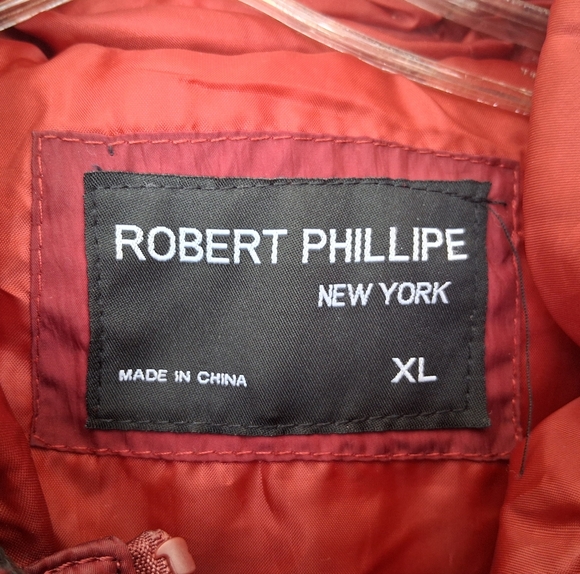 ROBERT PHILLIPE
NEW YORK
MADE IN CHINA
XL